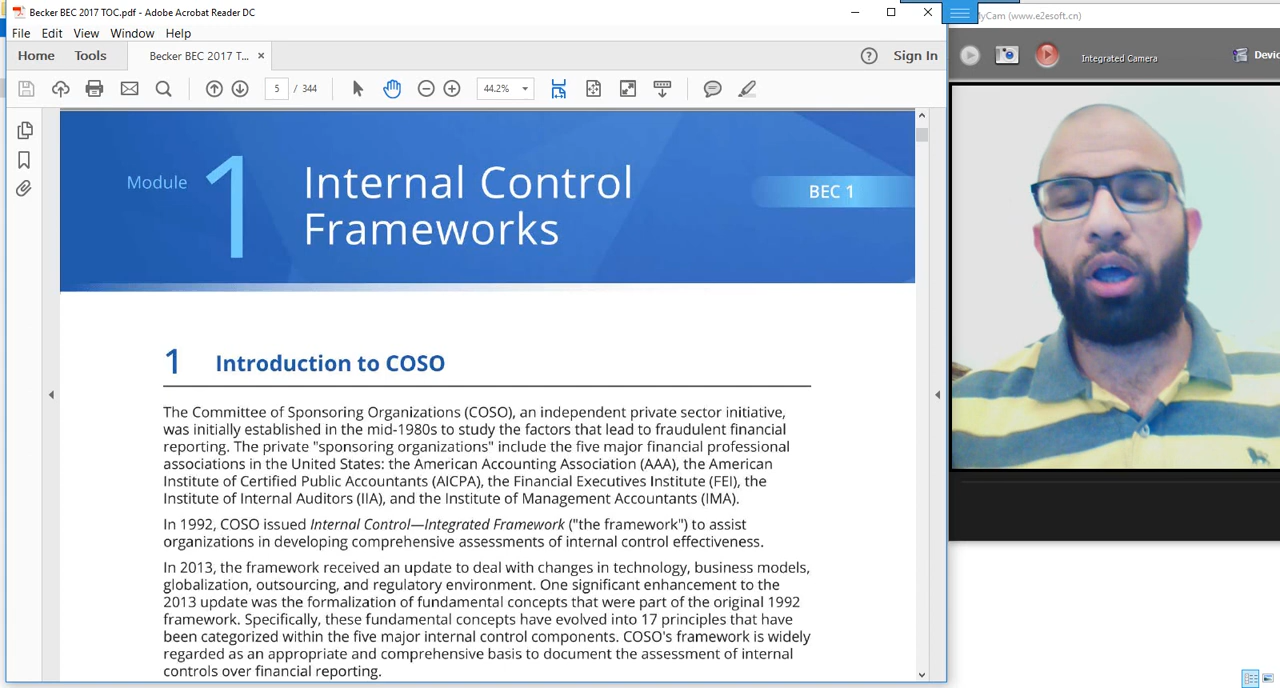 Becker BEC 2017 TOC.pdf - Adobe Acrobat Reader DC
File Edit View Window Help
Home Tools Becker BEC 2017 T... × Sign In
5 / 344 44.2%
Module 1 Internal Control
Frameworks
BEC 1
1 Introduction to COSO
The Committee of Sponsoring Organizations (COSO), an independent private sector initiative,
was initially established in the mid-1980s to study the factors that lead to fraudulent financial
reporting. The private "sponsoring organizations" include the five major financial professional
associations in the United States: the American Accounting Association (AAA), the American
Institute of Certified Public Accountants (AICPA), the Financial Executives Institute (FEI), the
Institute of Internal Auditors (IIA), and the Institute of Management Accountants (IMA).
In 1992, COSO issued Internal Control—Integrated Framework ("the framework") to assist
organizations in developing comprehensive assessments of internal control effectiveness.
In 2013, the framework received an update to deal with changes in technology, business models,
globalization, outsourcing, and regulatory environment. One significant enhancement to the
2013 update was the formalization of fundamental concepts that were part of the original 1992
framework. Specifically, these fundamental concepts have evolved into 17 principles that have
been categorized within the five major internal control components. COSO's framework is widely
regarded as an appropriate and comprehensive basis to document the assessment of internal
controls over financial reporting.
yCam (www.e2esoft.cn)
Integrated Camera
Devic